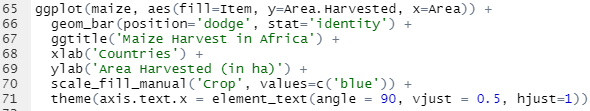 65 ggplot(maize, aes(fill=Item, y=Area.Harvested, x=Area)) +
66 geom_bar(position='dodge', stat='identity') +
67 ggtitle('Maize Harvest in Africa') +
68 xlab('Countries') +
69 ylab('Area Harvested (in ha)') +
70 scale_fill_manual('Crop', values=c('blue')) +
71 theme(axis.text.x = element_text(angle = 90, vjust = 0.5, hjust=1))